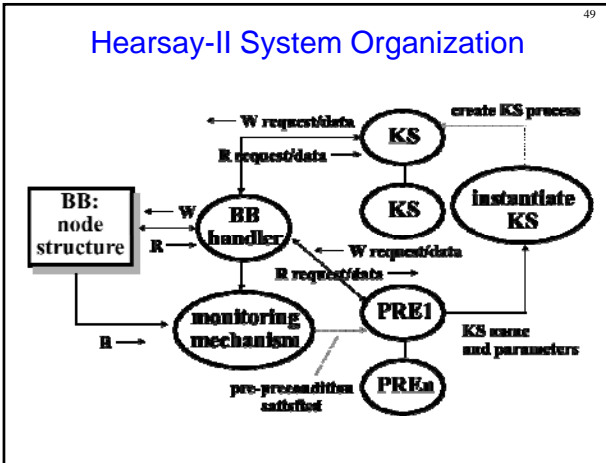 49
Hearsay-II System Organization
create KS process
W request/data
R request/data
KS
KS
instantiate
KS
BB:
node
structure
W
R
BB
handler
W request/data
R request/data
monitoring
mechanism
PRE1
KS name
and parameters
R
pre-precondition
satisfied
PREn